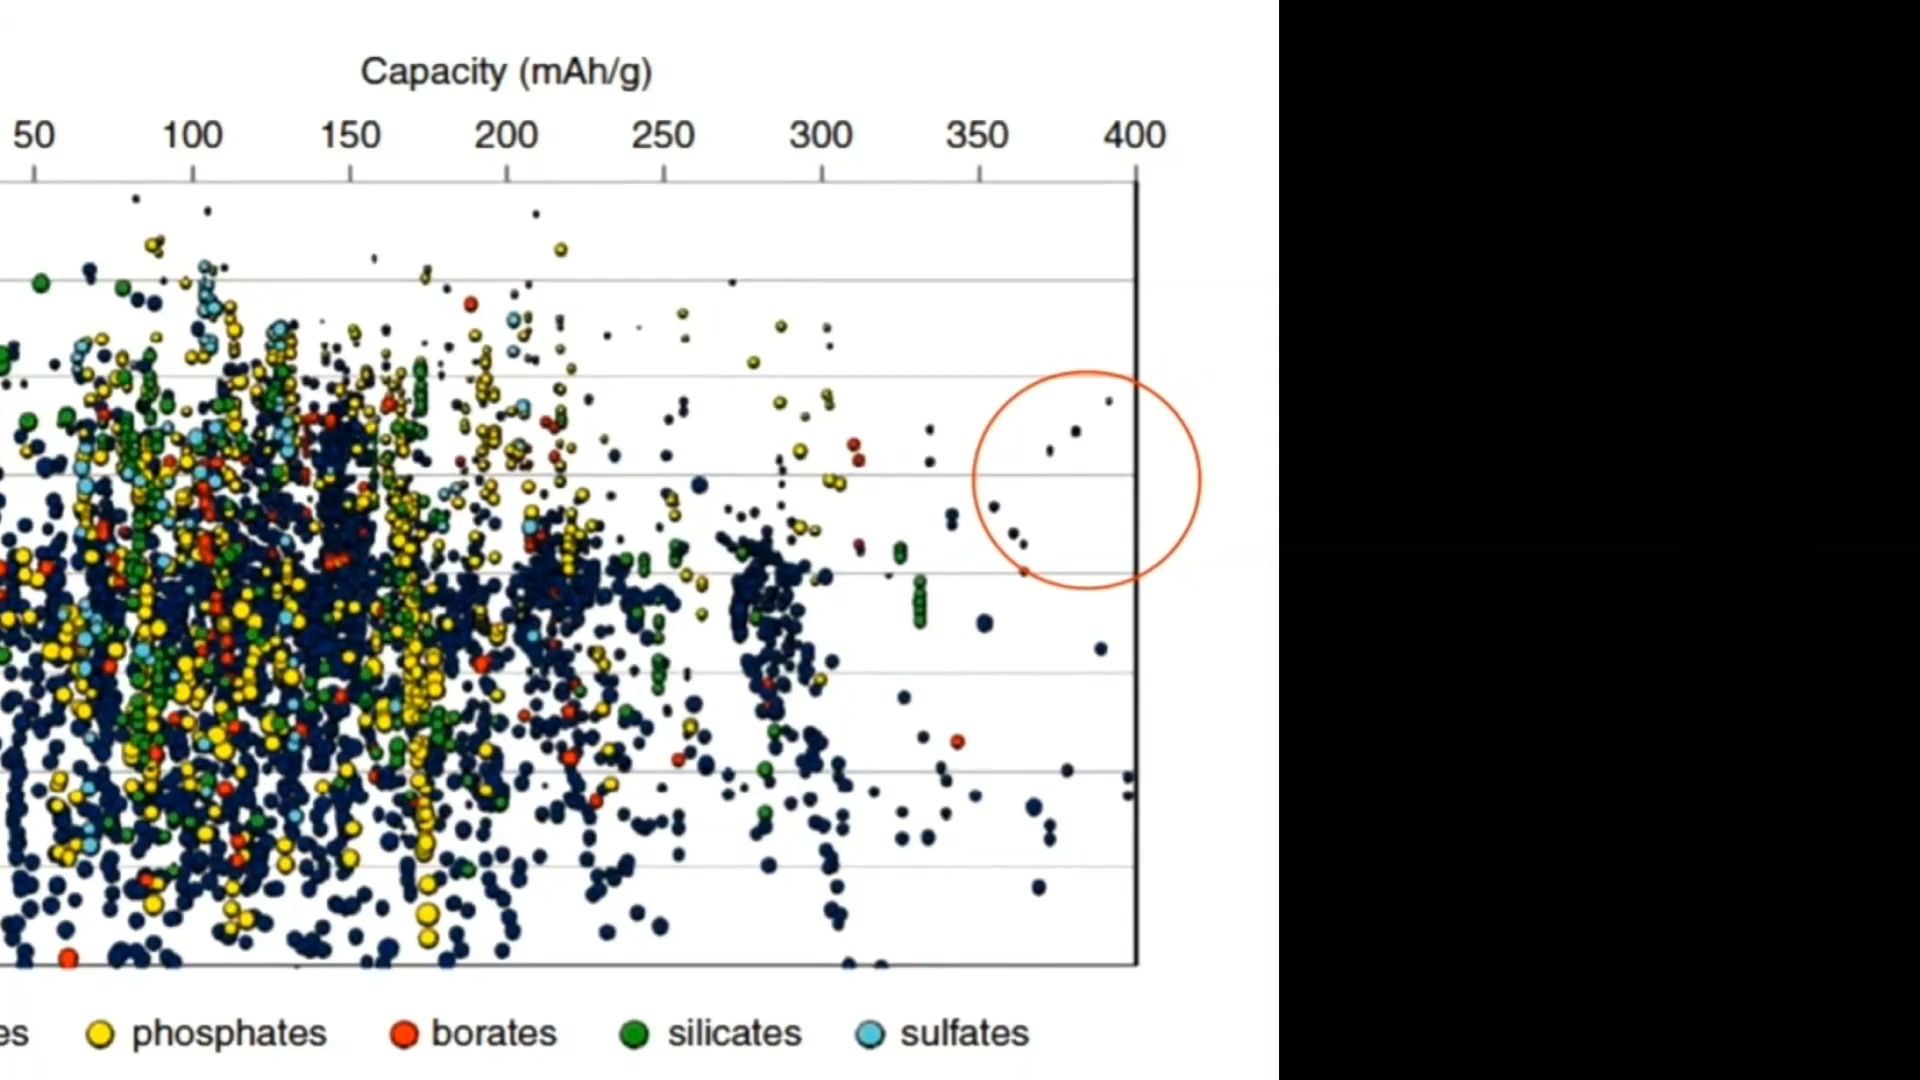 Capacity (mAh/g)
50 100 150 200 250 300 350 400
es phosphates borates silicates sulfates